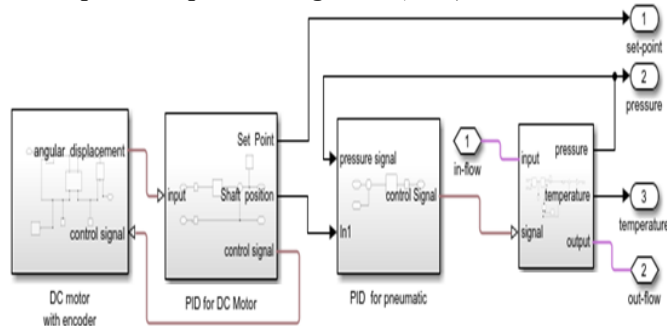 1
set-point
2
pressure
angular displacement
control signal
DC motor
with encoder
input
Set Point
Shaft position
control signal
PID for DC Motor
pressure signal
In1
control Signal
PID for pneumatic
1
in-flow
input
signal
pressure
temperature
output
3
temperature
2
out-flow